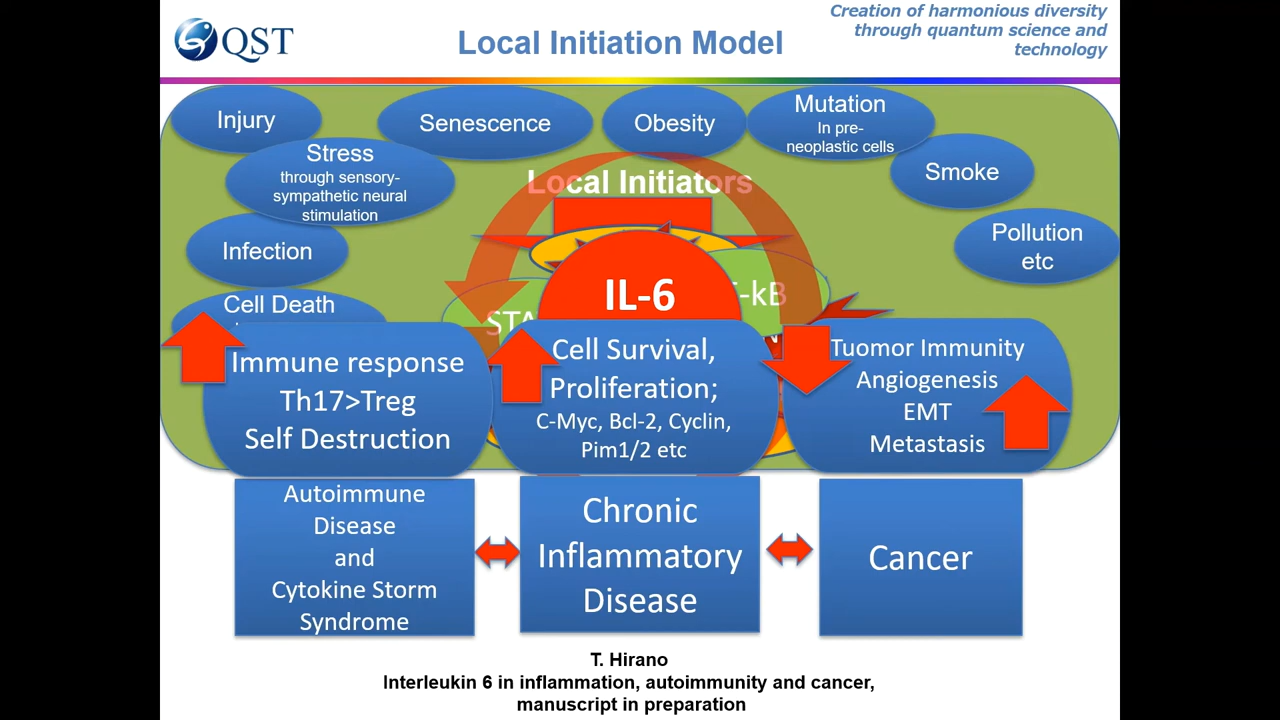 QST
Local Initiation Model
Creation of harmonious diversity
through quantum science and
technology
Injury
Senescence
Obesity
Mutation
In pre-
neoplastic cells
Stress
through sensory-
sympathetic neural
stimulation
Smoke
Local Initiators
Infection
Pollution
etc
Cell Death
IL-6
-kB
STA
Immune response
Th17>Treg
Self Destruction
Cell Survival,
Proliferation;
C-Myc, Bcl-2, Cyclin,
Pim1/2 etc
Tuomor Immunity
Angiogenesis
EMT
Metastasis
Autoimmune
Disease
and
Cytokine Storm
Syndrome
Chronic
Inflammatory
Disease
Cancer
T. Hirano
Interleukin 6 in inflammation, autoimmunity and cancer,
manuscript in preparation